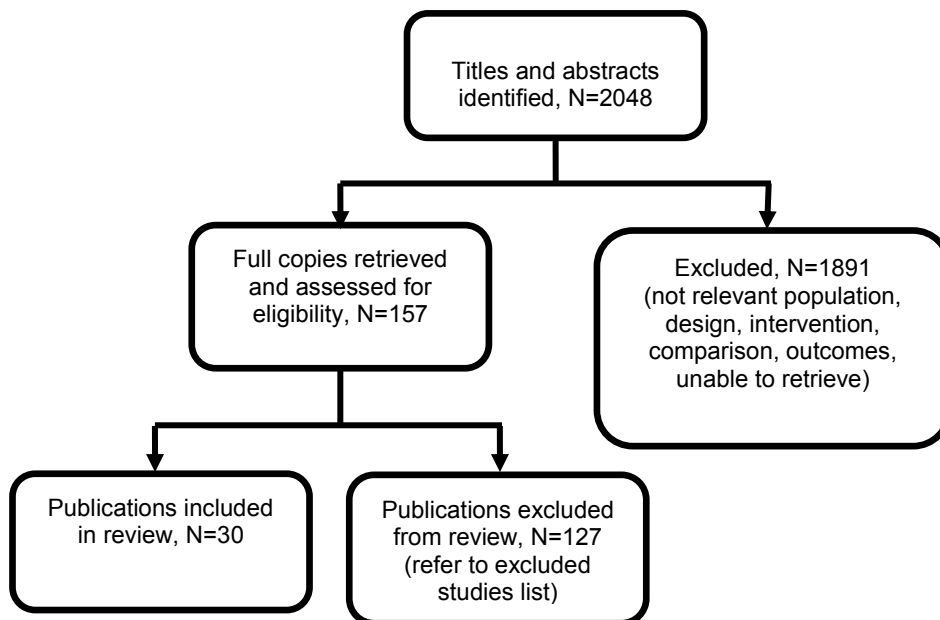 Titles and abstracts
identified, N=2048
Full copies retrieved
and assessed for
eligibility, N=157
Excluded, N=1891
(not relevant population,
design, intervention,
comparison, outcomes,
unable to retrieve)
Publications included
in review, N=30
Publications excluded
from review, N=127
(refer to excluded
studies list)